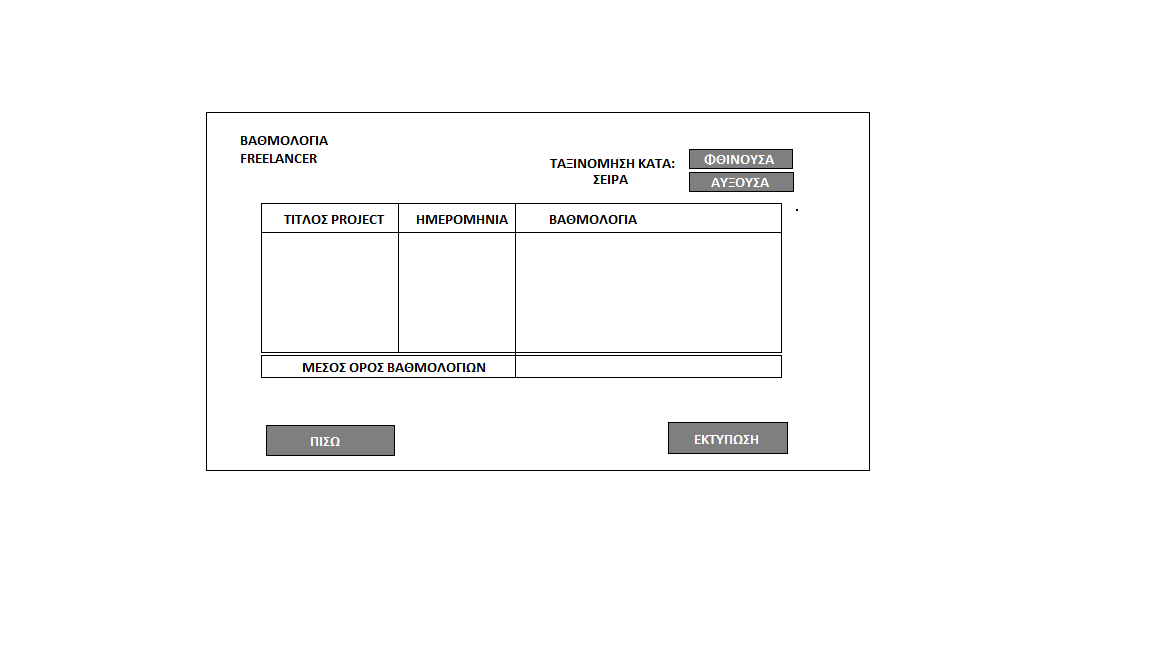 ΒΑΘΜΟΛΟΓΙΑ
FREELANCER
ΤΑΞΙΝΟΜΗΣΗ ΚΑΤΑ:
ΣΕΙΡΑ
ΦΘΙΝΟΥΣΑ
ΑΥΞΟΥΣΑ
ΤΙΤΛΟΣ PROJECT ΗΜΕΡΟΜΗΝΙΑ ΒΑΘΜΟΛΟΓΙΑ
ΜΕΣΟΣ ΟΡΟΣ ΒΑΘΜΟΛΟΓΙΩΝ
ΠΙΣΩ ΕΚΤΥΠΩΣΗ